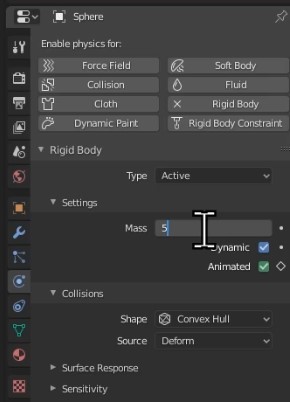 Sphere
Enable physics for:
Force Field Soft Body
Collision Fluid
Cloth Rigid Body
Dynamic Paint Rigid Body Constraint
Rigid Body
Type Active
Settings
Mass 5
Dynamic
Animated
Collisions
Shape Convex Hull
Source Deform
Surface Response
Sensitivity